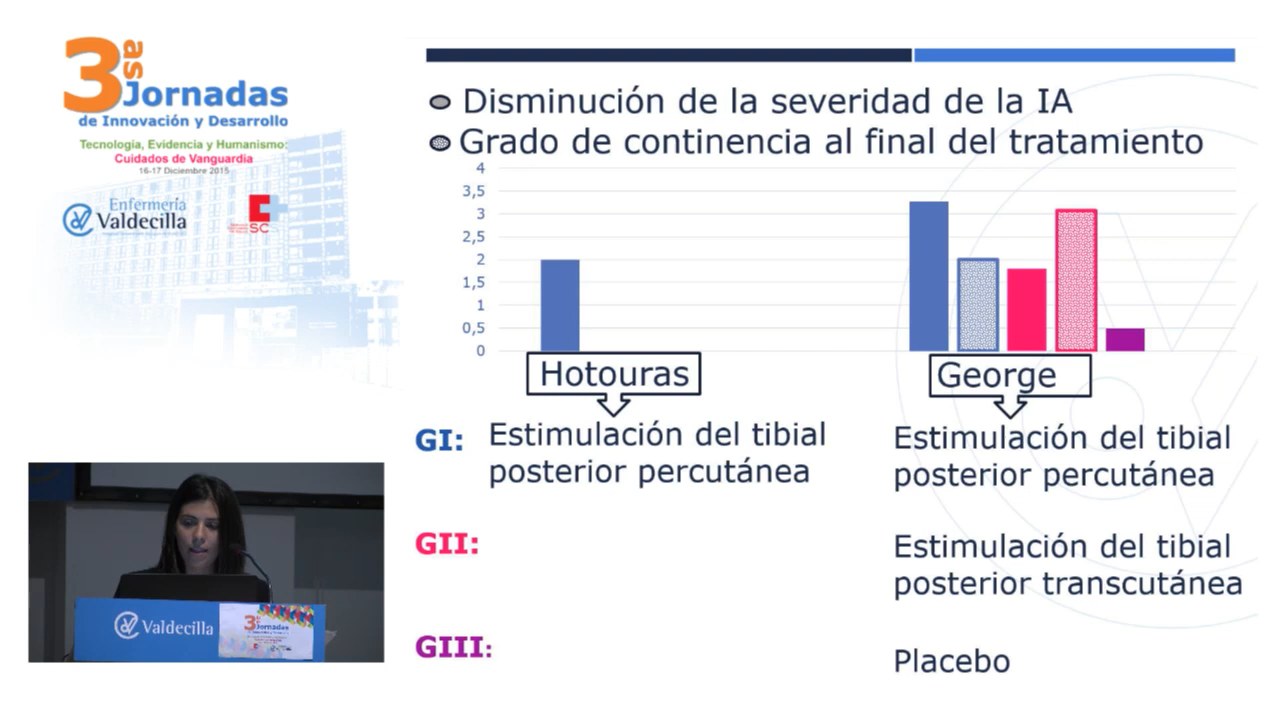 3as
Jornadas
de Innovación y Desarrollo
Tecnología, Evidencia y Humanismo:
Cuidados de Vanguardia
16-17 Diciembre 2015
Enfermería
Valdecilla
SC
Disminución de la severidad de la IA
Grado de continencia al final del tratamiento
4
3,5
3
2,5
2
1,5
1
0,5
0
Hotouras
George
GI:
Estimulación del tibial
posterior percutánea
Estimulación del tibial
posterior percutánea
GII:
Estimulación del tibial
posterior transcutánea
GIII:
Placebo
Valdecilla
3as
Jornadas